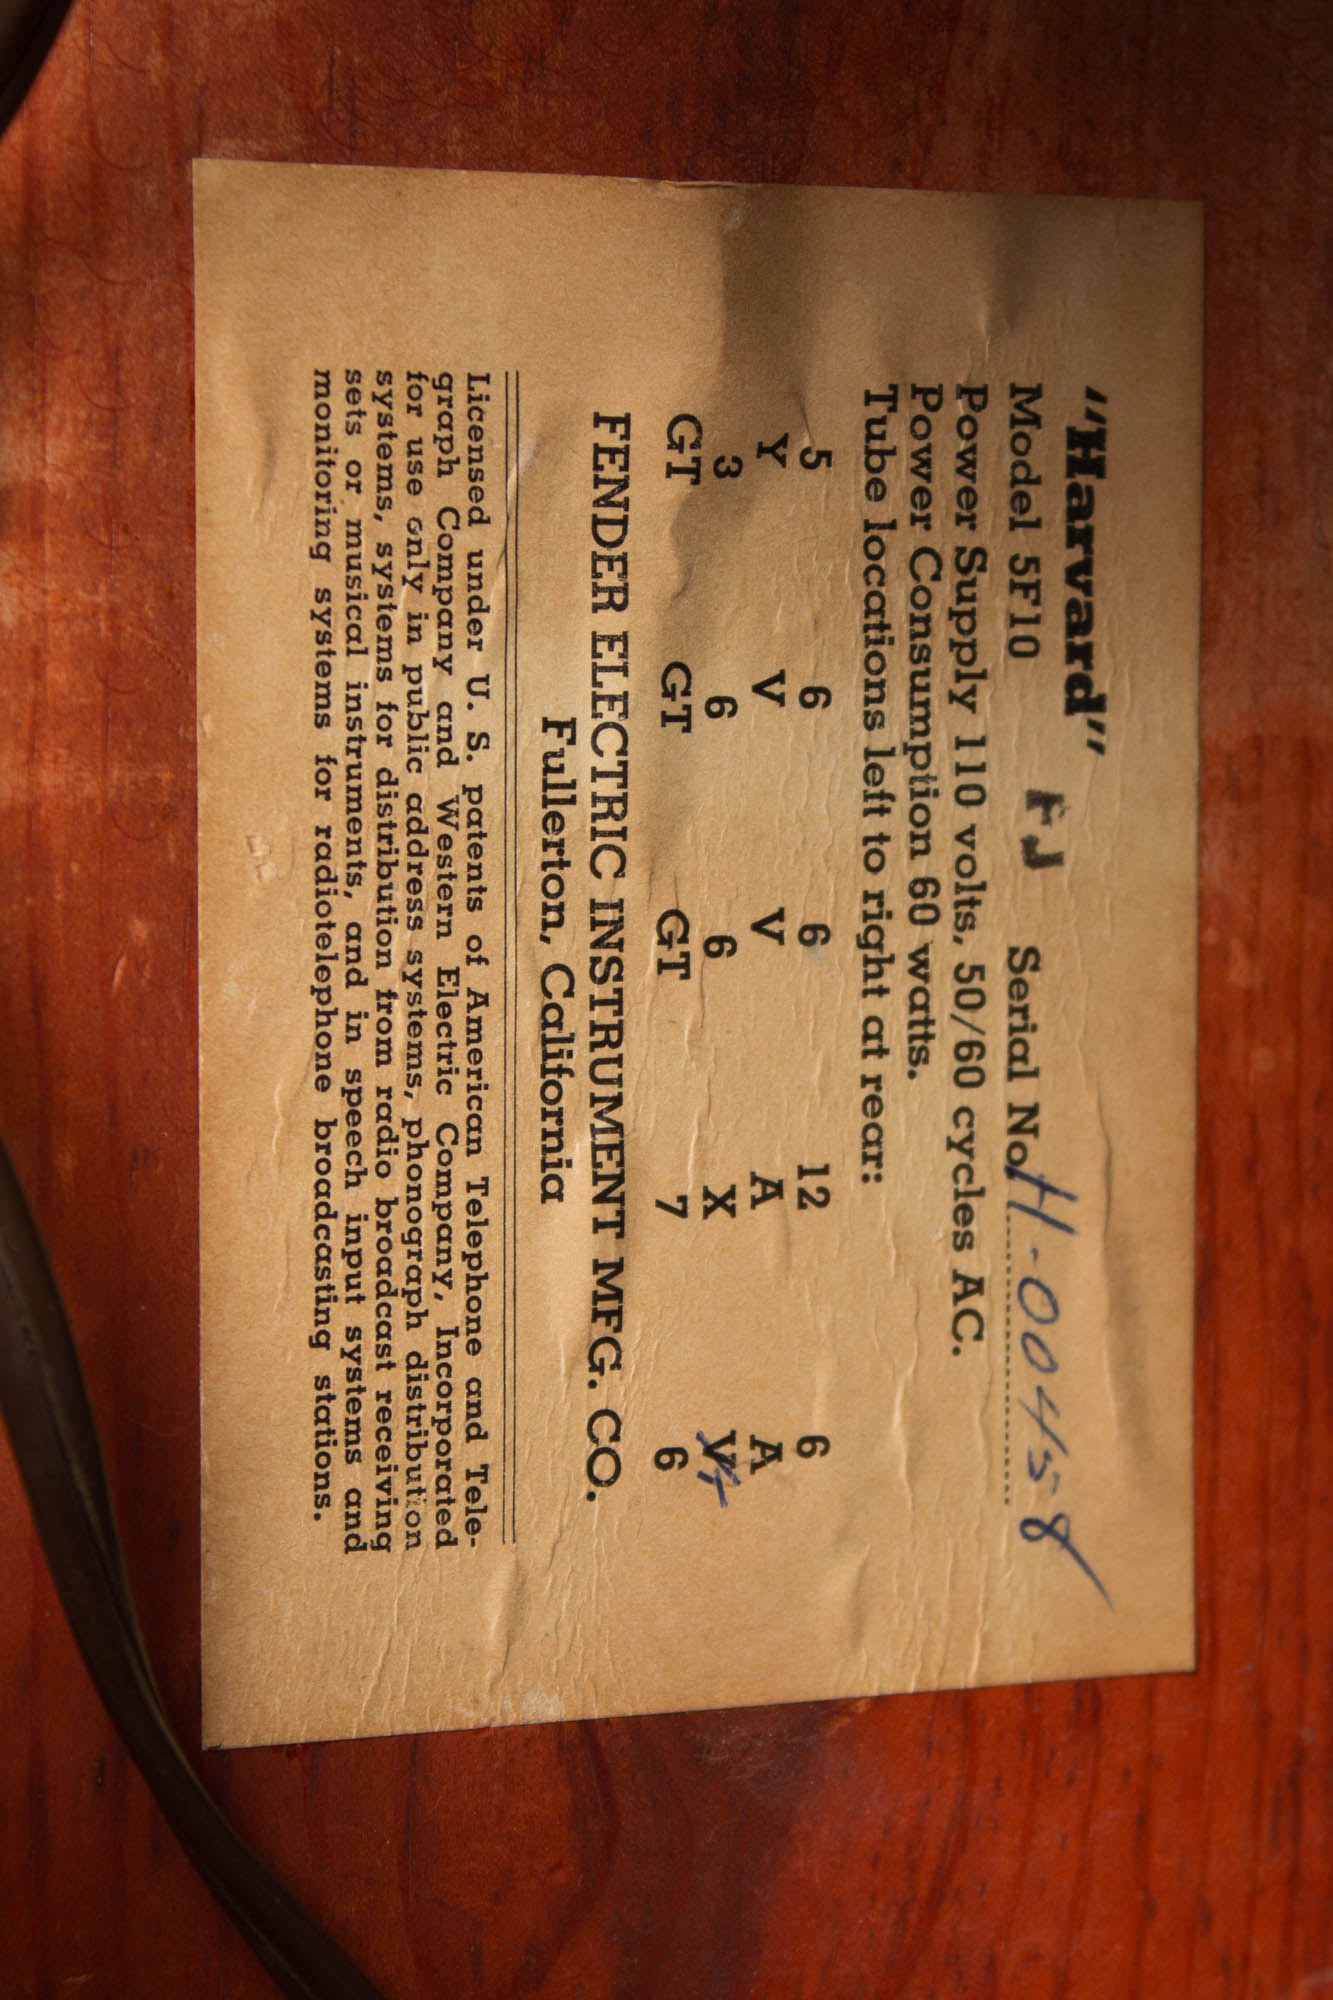 "Harvard"
Model 5F10 FJ Serial No. H-00458
Power Supply 110 volts, 50/60 cycles AC.
Power Consumption 60 watts.
Tube locations left to right at rear:
5 6 6 12 6
Y V V A A
3 6 6 X V T
GT GT GT 7 6
FENDER ELECTRIC INSTRUMENT MFG. CO.
Fullerton, California
Licensed under U. S. patents of American Telephone and Tele-
graph Company and Western Electric Company, Incorporated
for use only in public address systems, phonograph distribution
systems, systems for distribution from radio broadcast receiving
sets or musical instruments, and in speech input systems and
monitoring systems for radiotelephone broadcasting stations.